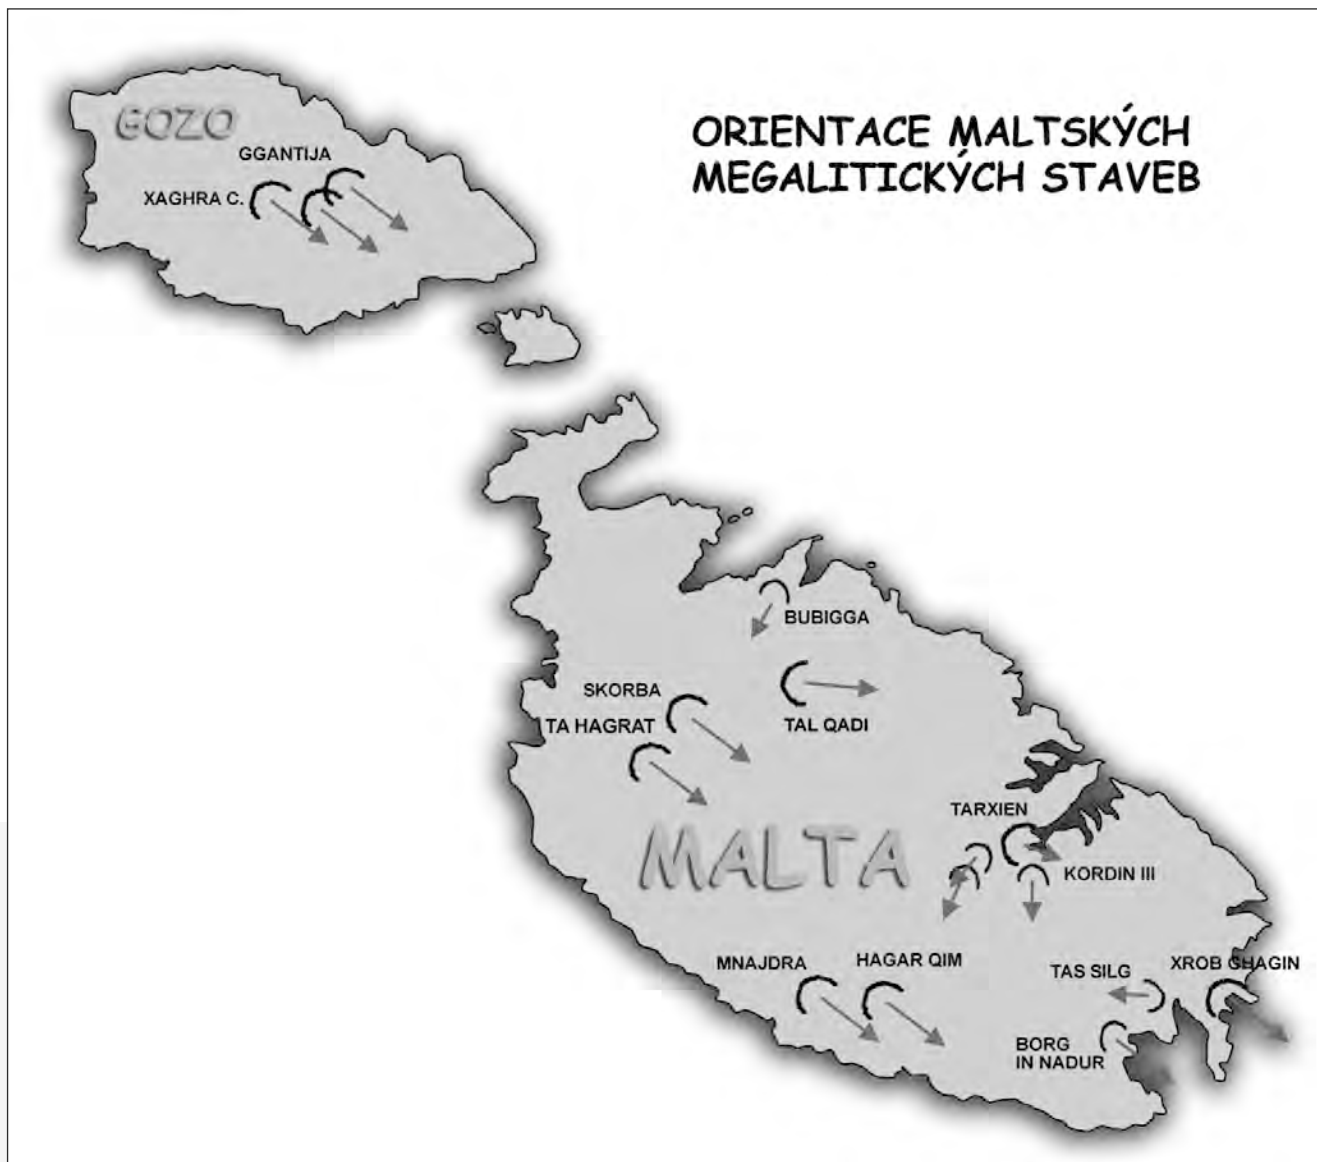 ORIENTACE MALTSKÝCH
MEGALITICKÝCH STAVEB
GOZO
GGANTIJA
XAGHRA C.
BUBIGGA
SKORBA
TAL QADI
TA HAGRAT
TARXIEN
MALTA
KORDIN III
MNAJDRA
HAGAR QIM
TAS SILG
XROB GHAGIN
BORG
IN NADUR